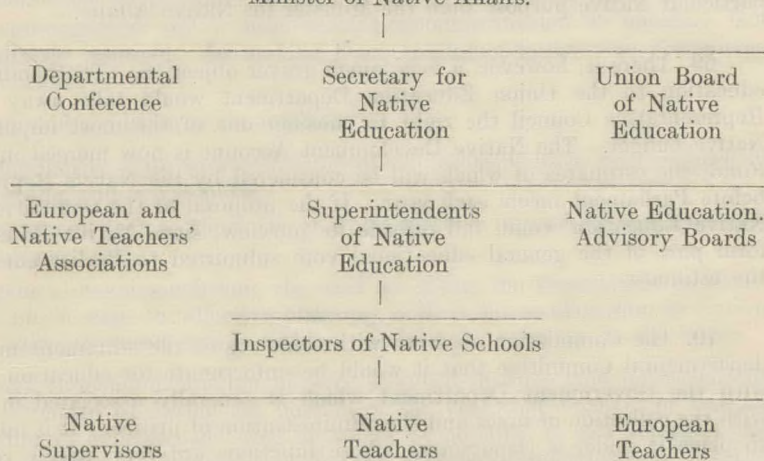 Minister of Native Affairs.
Departmental Conference
Secretary for Native Education
Union Board of Native Education
European and Native Teachers' Associations
Superintendents of Native Education
Native Education. Advisory Boards
Inspectors of Native Schools
Native Supervisors
Native Teachers
European Teachers